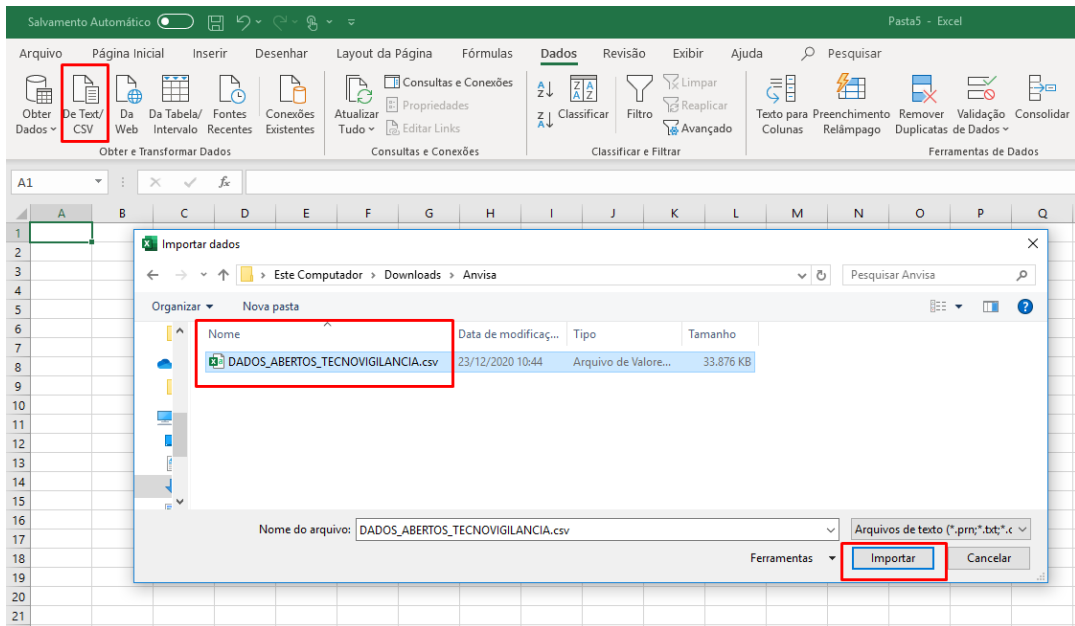 Salvamento Automático Pasta5 - Excel
Arquivo Página Inicial Inserir Desenhar Layout da Página Fórmulas Dados Revisão Exibir Ajuda Pesquisar
Obter Dados
De Text/ CSV
Da Web
Da Tabela/ Intervalo
Fontes Recentes
Conexões Existentes
Obter e Transformar Dados
Atualizar Tudo
Consultas e Conexões
Propriedades
Editar Links
Consultas e Conexões
Classificar
Filtro
Limpar
Reaplicar
Avançado
Classificar e Filtrar
Texto para Colunas
Preenchimento Relâmpago
Remover Duplicatas
Validação de Dados
Consolidar
Ferramentas de Dados
A1 fx
A B C D E F G H I J K L M N O P Q
1
2
3
4
5
6
7
8
9
10
11
12
13
14
15
16
17
18
19
20
21
Importar dados
Este Computador > Downloads > Anvisa Pesquisar Anvisa
Organizar Nova pasta
Nome Data de modificaç... Tipo Tamanho
DADOS_ABERTOS_TECNOVIGILANCIA.csv 23/12/2020 10:44 Arquivo de Valore... 33.876 KB
Nome do arquivo: DADOS_ABERTOS_TECNOVIGILANCIA.csv Arquivos de texto (*.prn;*.txt;*.c
Ferramentas Importar Cancelar